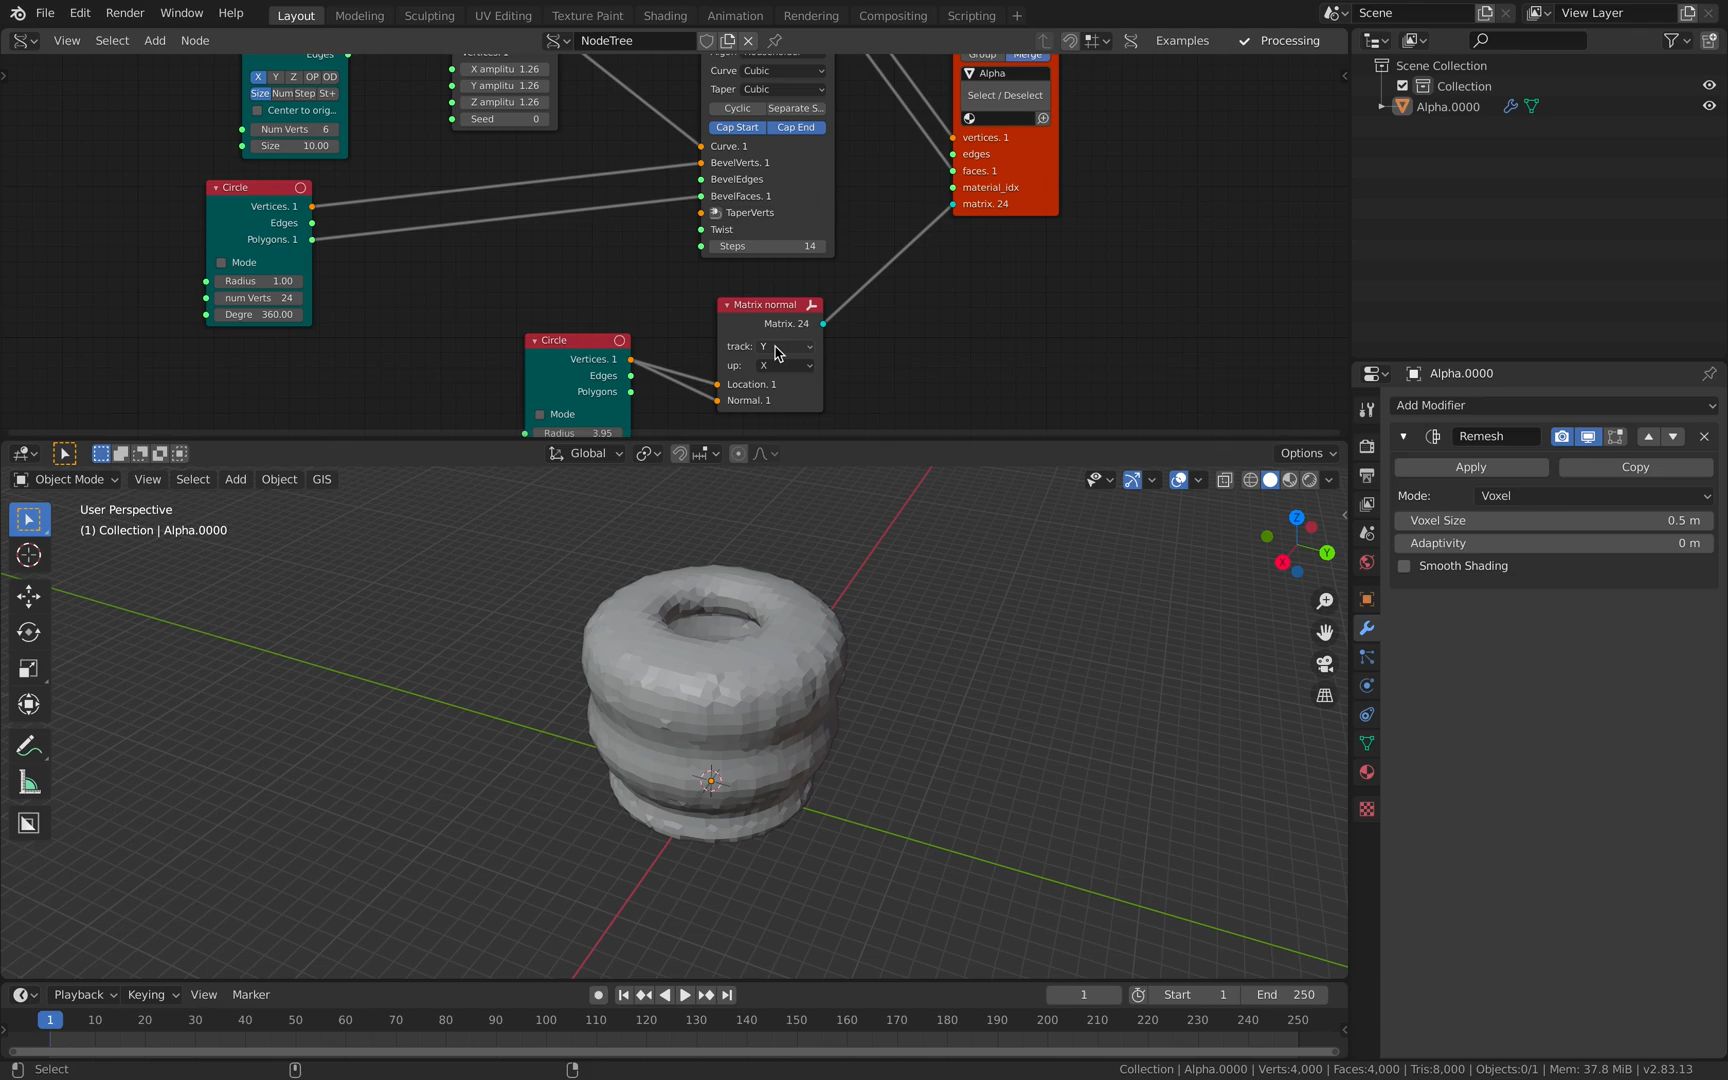 File Edit Render Window Help Layout Modeling Sculpting UV Editing Texture Paint Shading Animation Rendering Compositing Scripting + Scene View Layer
View Select Add Node NodeTree Examples Processing
Edges
X Y Z OP OD
Size Num Step St+
Center to orig...
Num Verts 6
Size 10.00
X amplitu 1.26
Y amplitu 1.26
Z amplitu 1.26
Seed 0
Curve Cubic
Taper Cubic
Cyclic Separate S...
Cap Start Cap End
Curve. 1
BevelVerts. 1
BevelEdges
BevelFaces. 1
TaperVerts
Twist
Steps 14
Group Merge
Alpha
Select / Deselect
vertices. 1
edges
faces. 1
material_idx
matrix. 24
Circle
Vertices. 1
Edges
Polygons. 1
Mode
Radius 1.00
num Verts 24
Degre 360.00
Circle
Vertices. 1
Edges
Polygons
Mode
Radius 3.95
Matrix normal
Matrix. 24
track: Y
up: X
Location. 1
Normal. 1
Scene Collection
Collection
Alpha.0000
Alpha.0000
Add Modifier
Remesh
Apply Copy
Mode: Voxel
Voxel Size 0.5 m
Adaptivity 0 m
Smooth Shading
Global Options
Object Mode View Select Add Object GIS
User Perspective
(1) Collection | Alpha.0000
Z
Y
X
Playback Keying View Marker 1 Start 1 End 250
1 10 20 30 40 50 60 70 80 90 100 110 120 130 140 150 160 170 180 190 200 210 220 230 240 250
Select Collection | Alpha.0000 | Verts:4,000 | Faces:4,000 | Tris:8,000 | Objects:0/1 | Mem: 37.8 MiB | v2.83.13